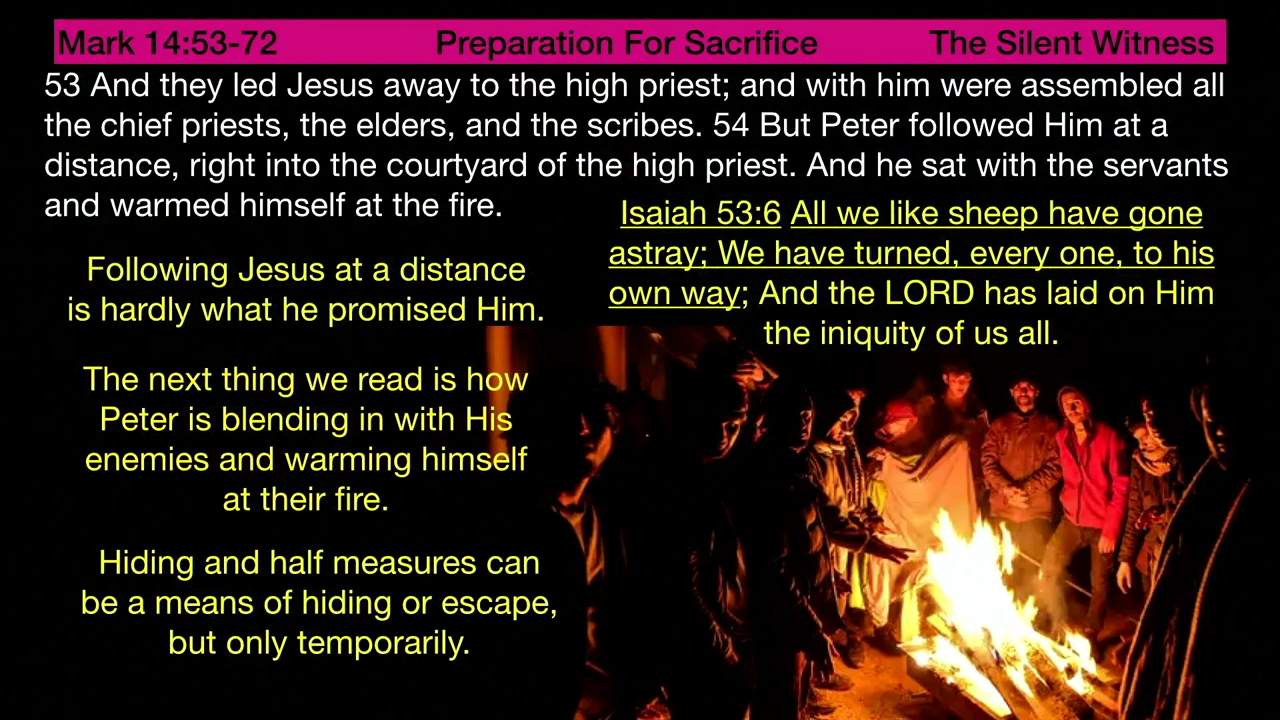 Mark 14:53-72 Preparation For Sacrifice The Silent Witness
53 And they led Jesus away to the high priest; and with him were assembled all
the chief priests, the elders, and the scribes. 54 But Peter followed Him at a
distance, right into the courtyard of the high priest. And he sat with the servants
and warmed himself at the fire.
Isaiah 53:6 All we like sheep have gone
astray; We have turned, every one, to his
own way; And the LORD has laid on Him
the iniquity of us all.
Following Jesus at a distance
is hardly what he promised Him.
The next thing we read is how
Peter is blending in with His
enemies and warming himself
at their fire.
Hiding and half measures can
be a means of hiding or escape,
but only temporarily.